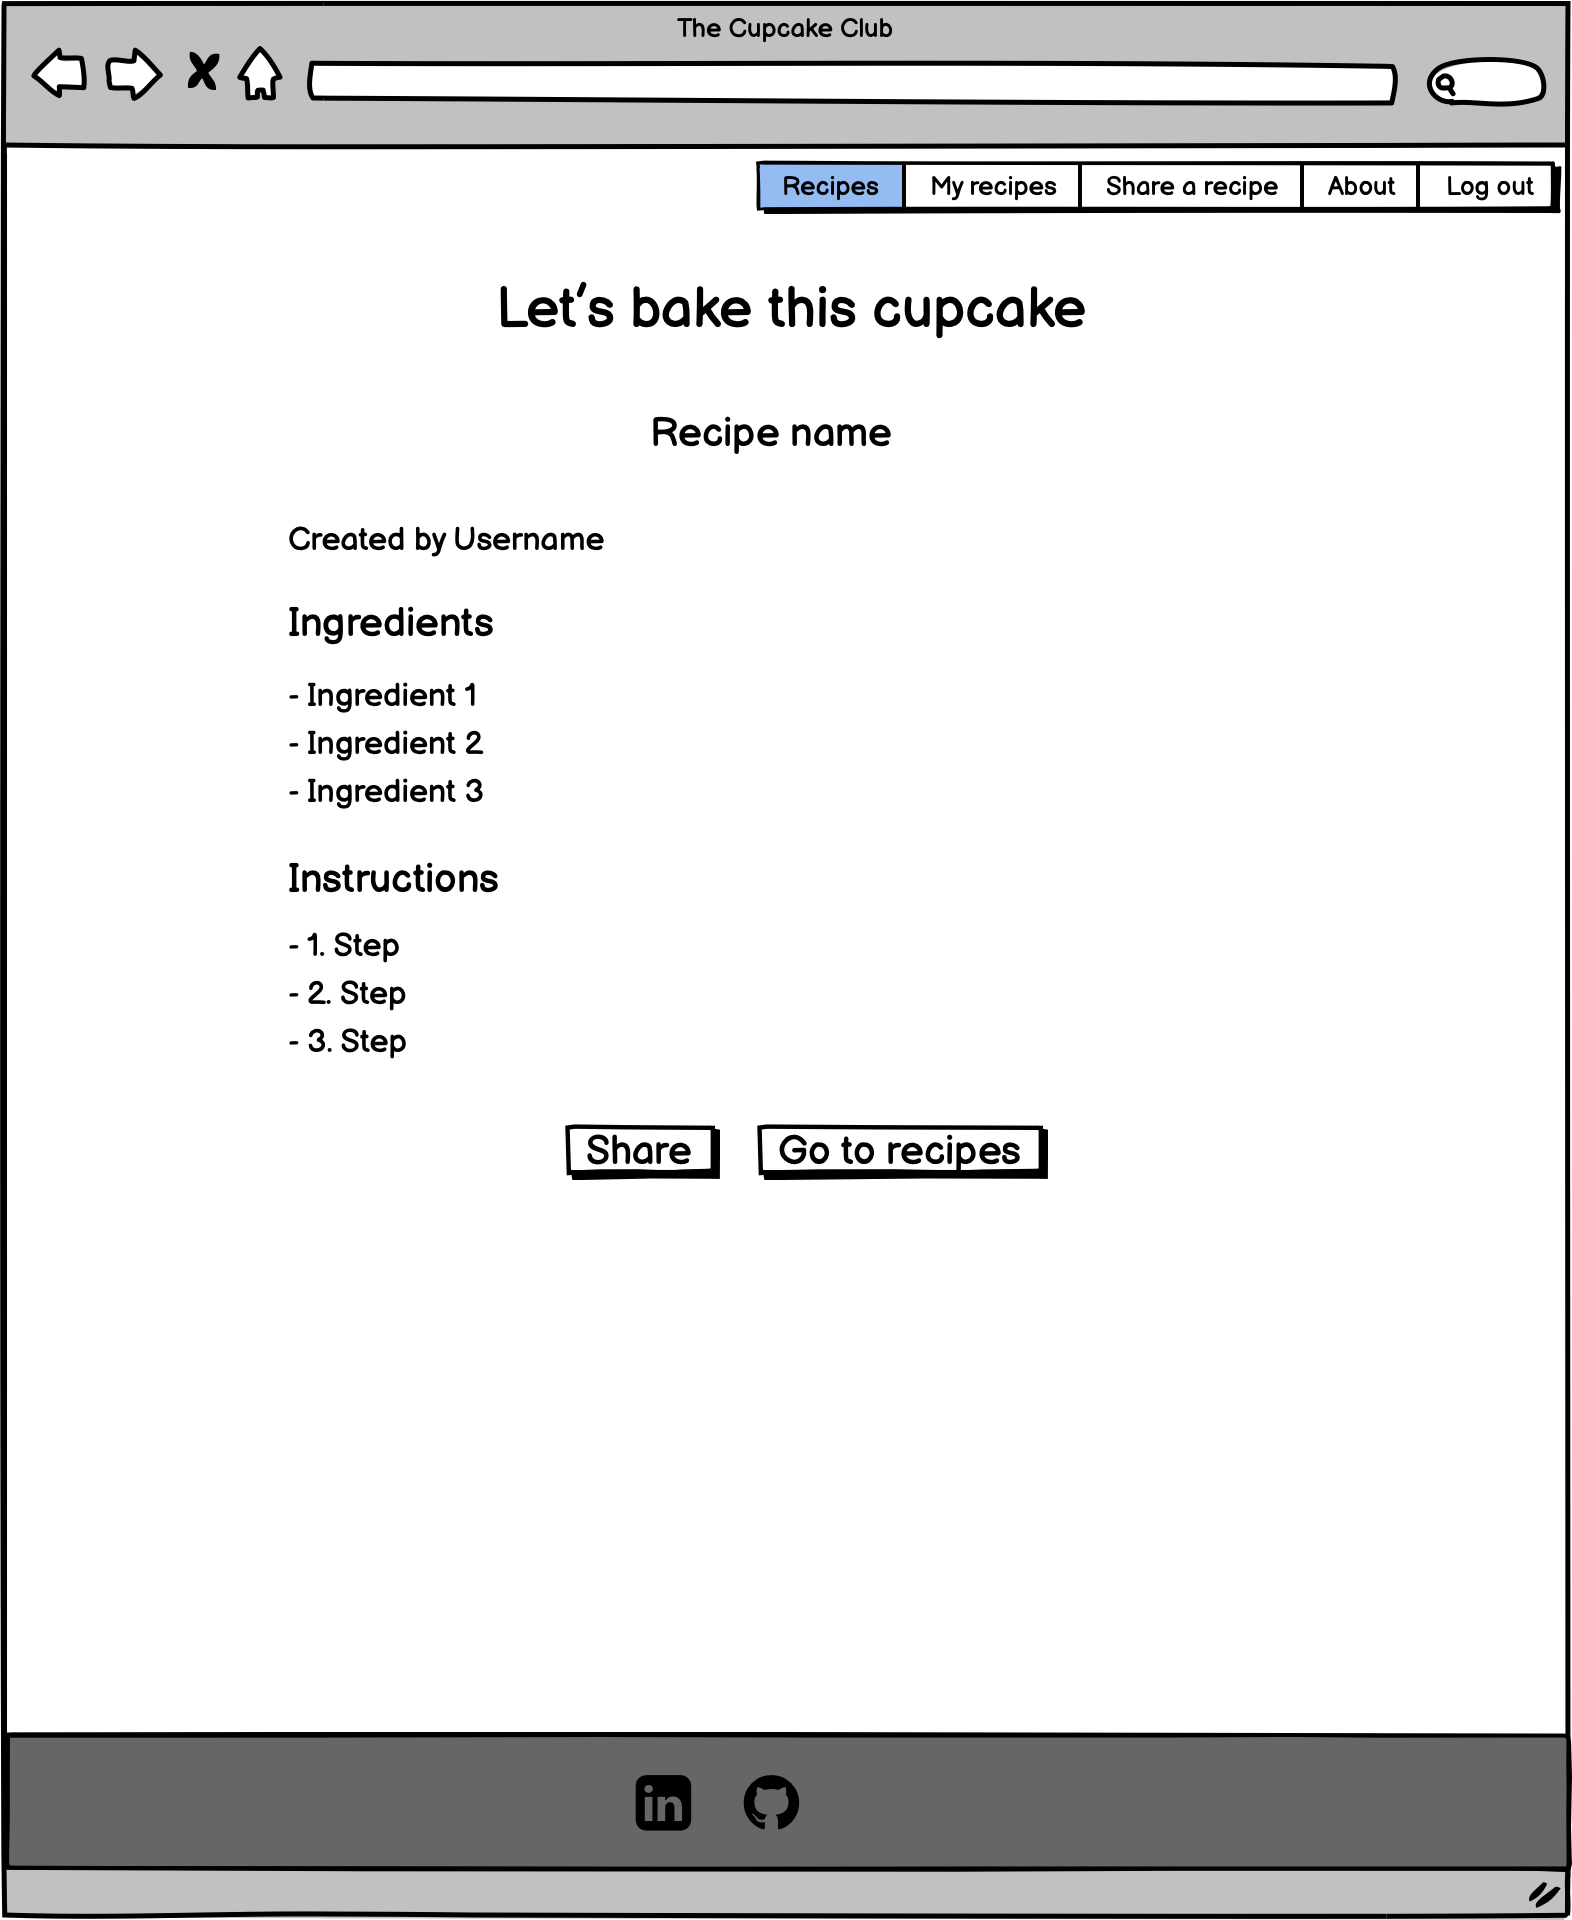 The Cupcake Club
Recipes My recipes Share a recipe About Log out
Let's bake this cupcake
Recipe name
Created by Username
Ingredients
- Ingredient 1
- Ingredient 2
- Ingredient 3
Instructions
- 1. Step
- 2. Step
- 3. Step
Share Go to recipes
in